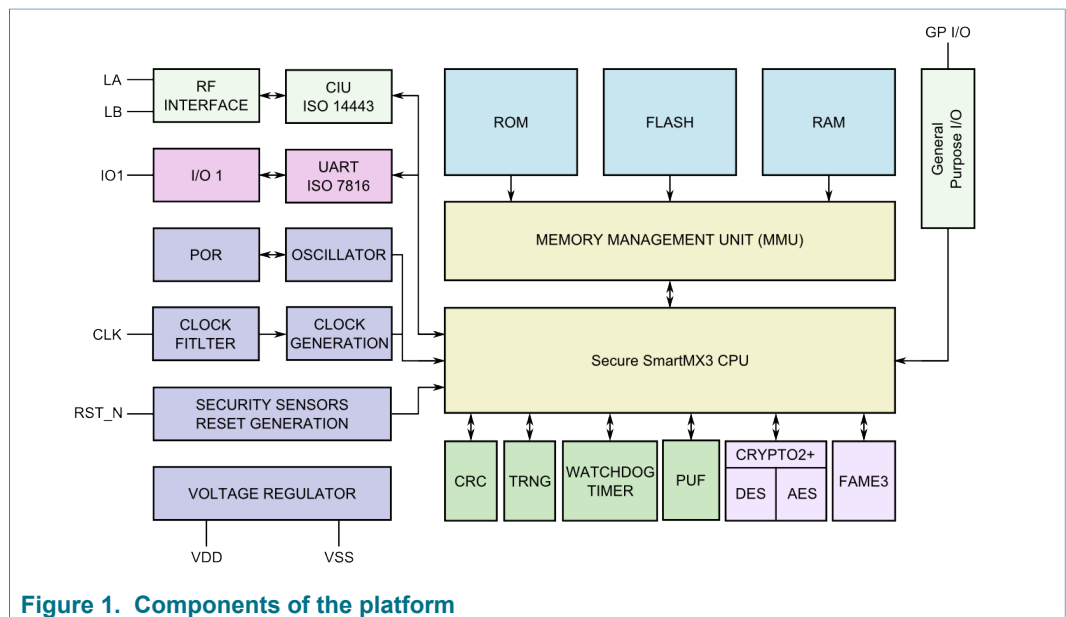 GP I/O
LA
LB
RF
INTERFACE
CIU
ISO 14443
ROM
FLASH
RAM
General
Purpose I/O
IO1
I/O 1
UART
ISO 7816
MEMORY MANAGEMENT UNIT (MMU)
POR
OSCILLATOR
CLK
CLOCK
FITLTER
CLOCK
GENERATION
Secure SmartMX3 CPU
RST_N
SECURITY SENSORS
RESET GENERATION
VOLTAGE REGULATOR
VDD
VSS
CRC
TRNG
WATCHDOG
TIMER
PUF
CRYPTO2+
DES
AES
FAME3
Figure 1. Components of the platform